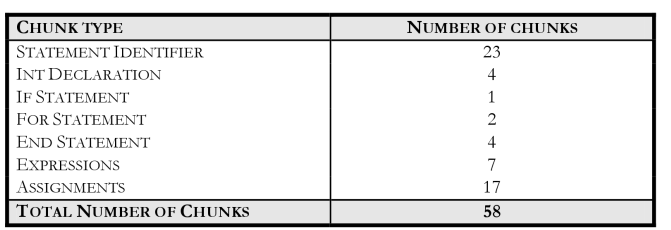 CHUNK TYPE NUMBER OF CHUNKS
STATEMENT IDENTIFIER 23
INT DECLARATION 4
IF STATEMENT 1
FOR STATEMENT 2
END STATEMENT 4
EXPRESSIONS 7
ASSIGNMENTS 17
TOTAL NUMBER OF CHUNKS 58